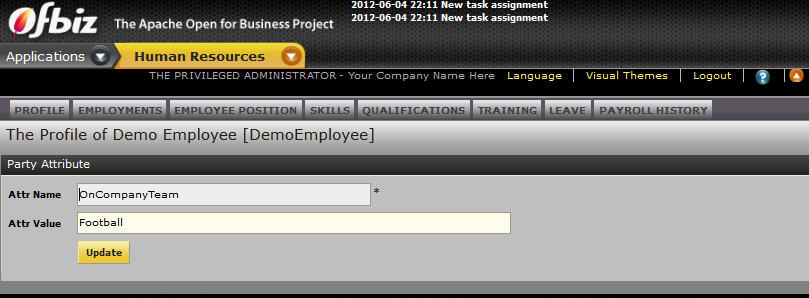 2012-06-04 22:11 New task assignment
2012-06-04 22:11 New task assignment
Ofbiz The Apache Open for Business Project
Applications Human Resources
THE PRIVILEGED ADMINISTRATOR - Your Company Name Here Language Visual Themes Logout ?
PROFILE EMPLOYMENTS EMPLOYEE POSITION SKILLS QUALIFICATIONS TRAINING LEAVE PAYROLL HISTORY
The Profile of Demo Employee [DemoEmployee]
Party Attribute
Attr Name OnCompanyTeam *
Attr Value Football
Update